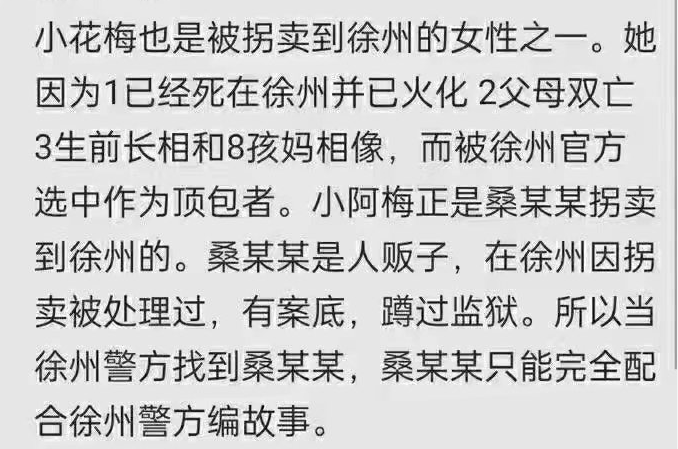 小花梅也是被拐卖到徐州的女性之一。她
因为1已经死在徐州并已火化 2父母双亡
3生前长相和8孩妈相像，而被徐州官方
选中作为顶包者。小阿梅正是桑某某拐卖
到徐州的。桑某某是人贩子，在徐州因拐
卖被处理过，有案底，蹲过监狱。所以当
徐州警方找到桑某某，桑某某只能完全配
合徐州警方编故事。